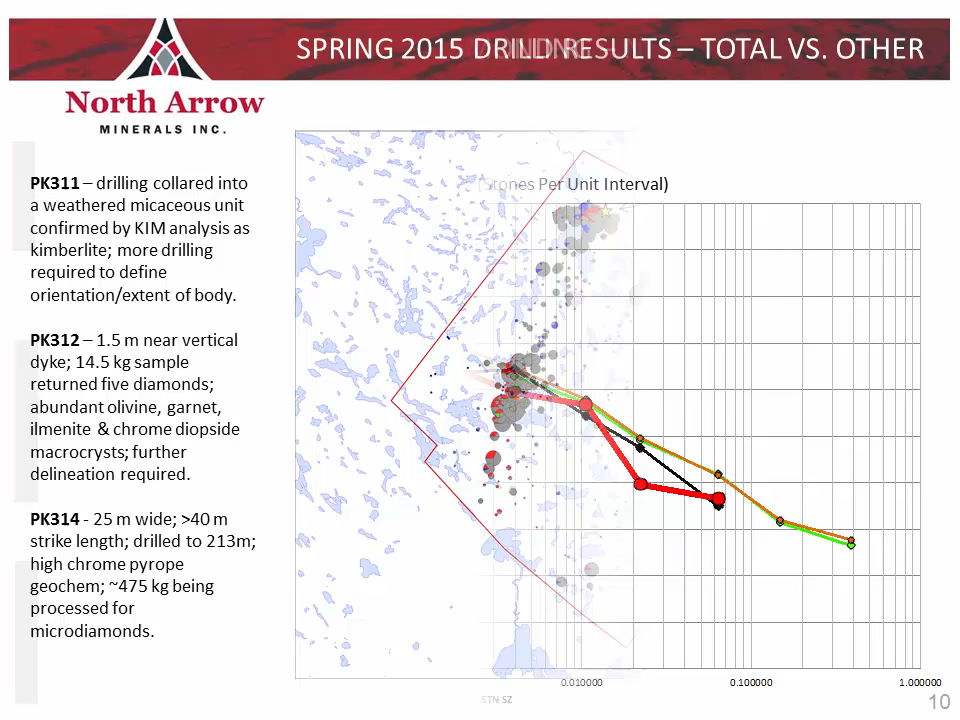 SPRING 2015 DRILL RESULTS – TOTAL VS. OTHER
North Arrow
MINERALS INC.
PK311 – drilling collared into
a weathered micaceous unit
confirmed by KIM analysis as
kimberlite; more drilling
required to define
orientation/extent of body.
PK312 – 1.5 m near vertical
dyke; 14.5 kg sample
returned five diamonds;
abundant olivine, garnet,
ilmenite & chrome diopside
macrocrysts; further
delineation required.
PK314 - 25 m wide; >40 m
strike length; drilled to 213m;
high chrome pyrope
geochem; ~475 kg being
processed for
microdiamonds.
(Stones Per Unit Interval)
0.010000
0.100000
1.000000
STN SZ
10